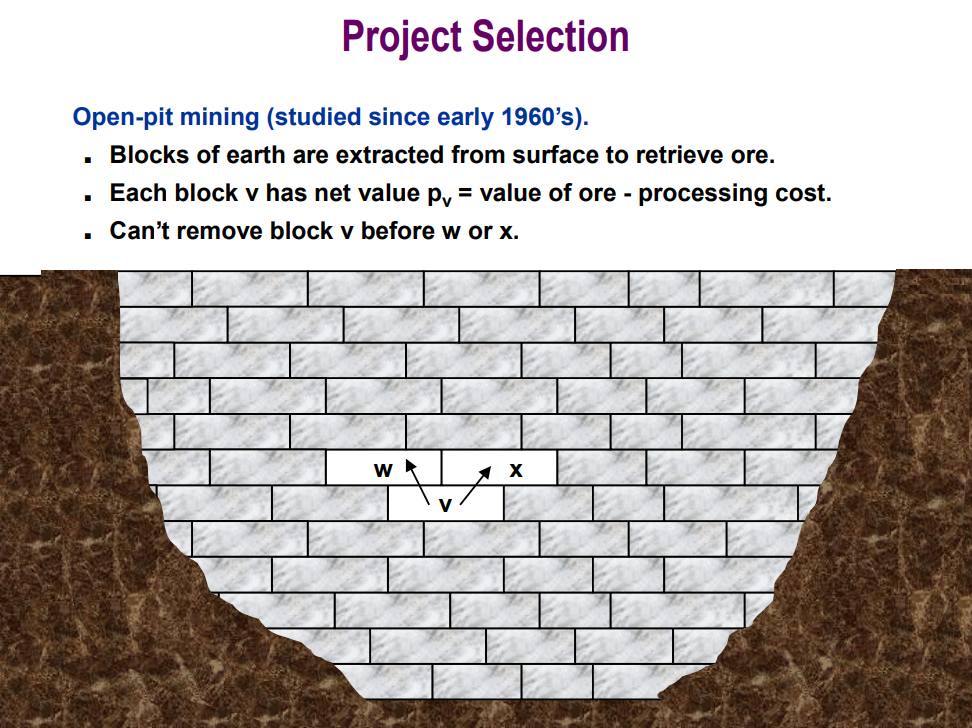 Project Selection
Open-pit mining (studied since early 1960’s).
▪ Blocks of earth are extracted from surface to retrieve ore.
▪ Each block v has net value pv = value of ore - processing cost.
▪ Can’t remove block v before w or x.
w x
v